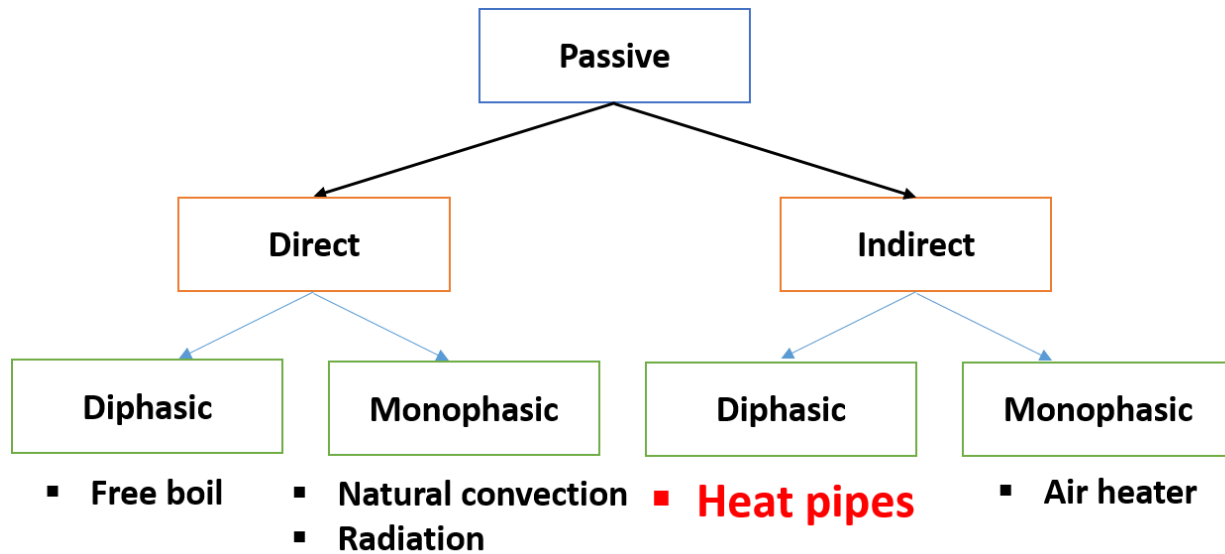 Passive
Direct
Indirect
Diphasic
Monophasic
Diphasic
Monophasic
▪ Free boil
▪ Natural convection
▪ Radiation
▪ Heat pipes
▪ Air heater